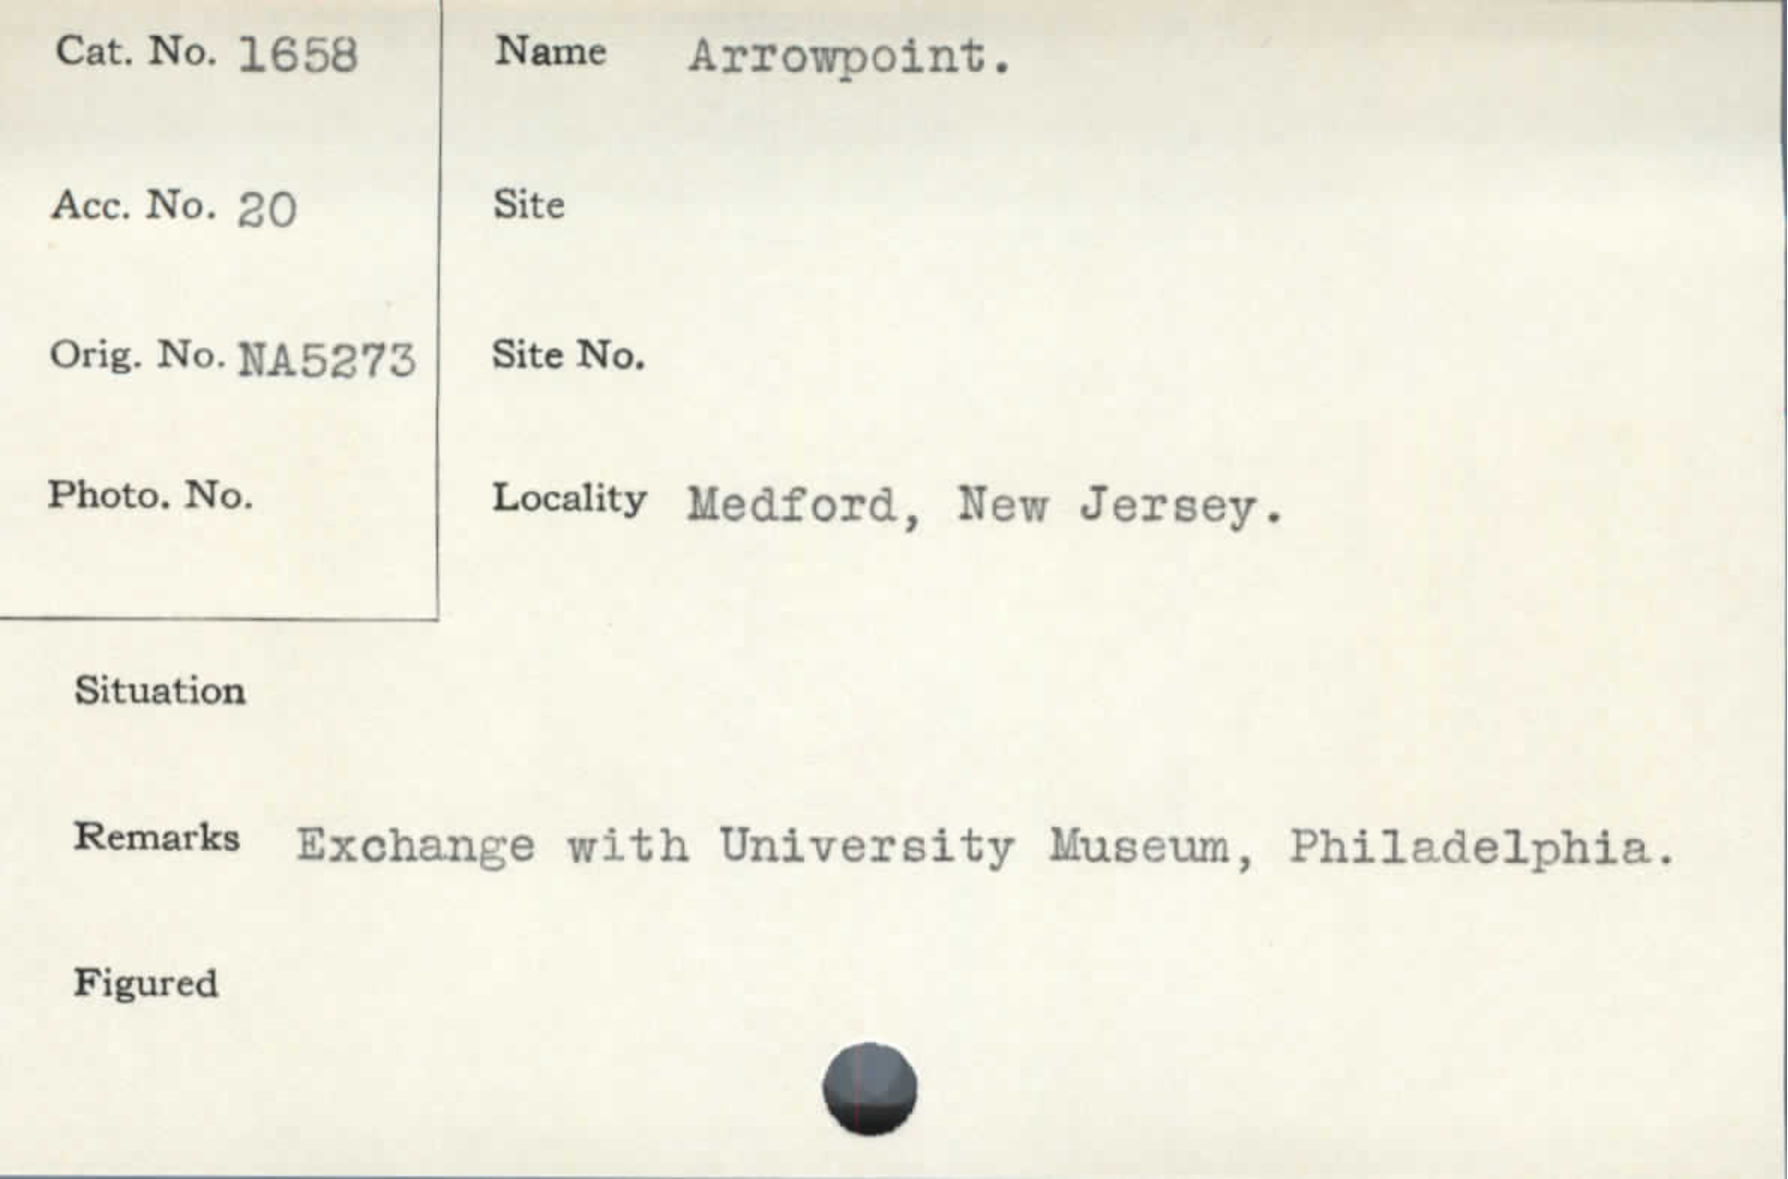 Cat. No. 1658
Name Arrowpoint.
Acc. No. 20
Site
Orig. No. NA5273
Site No.
Photo. No.
Locality Medford, New Jersey.
Situation
Remarks Exchange with University Museum, Philadelphia.
Figured